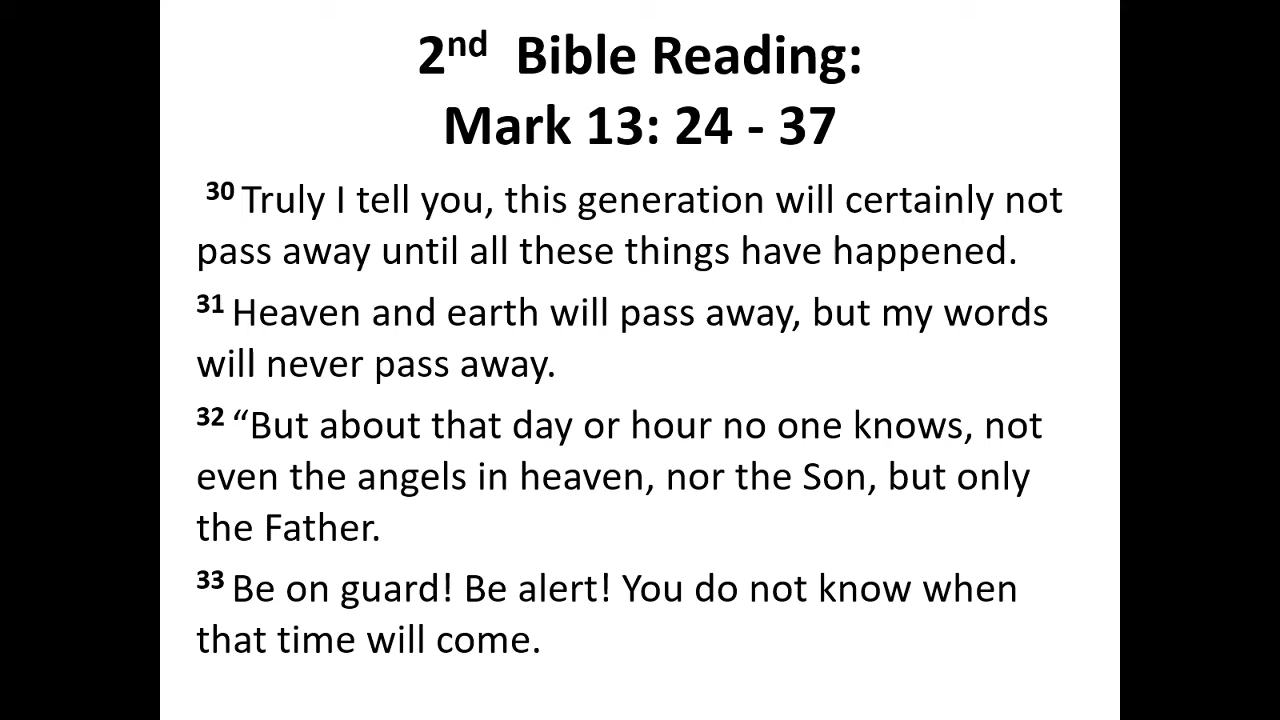 2nd Bible Reading:
Mark 13: 24 - 37
30 Truly I tell you, this generation will certainly not
pass away until all these things have happened.
31 Heaven and earth will pass away, but my words
will never pass away.
32 “But about that day or hour no one knows, not
even the angels in heaven, nor the Son, but only
the Father.
33 Be on guard! Be alert! You do not know when
that time will come.